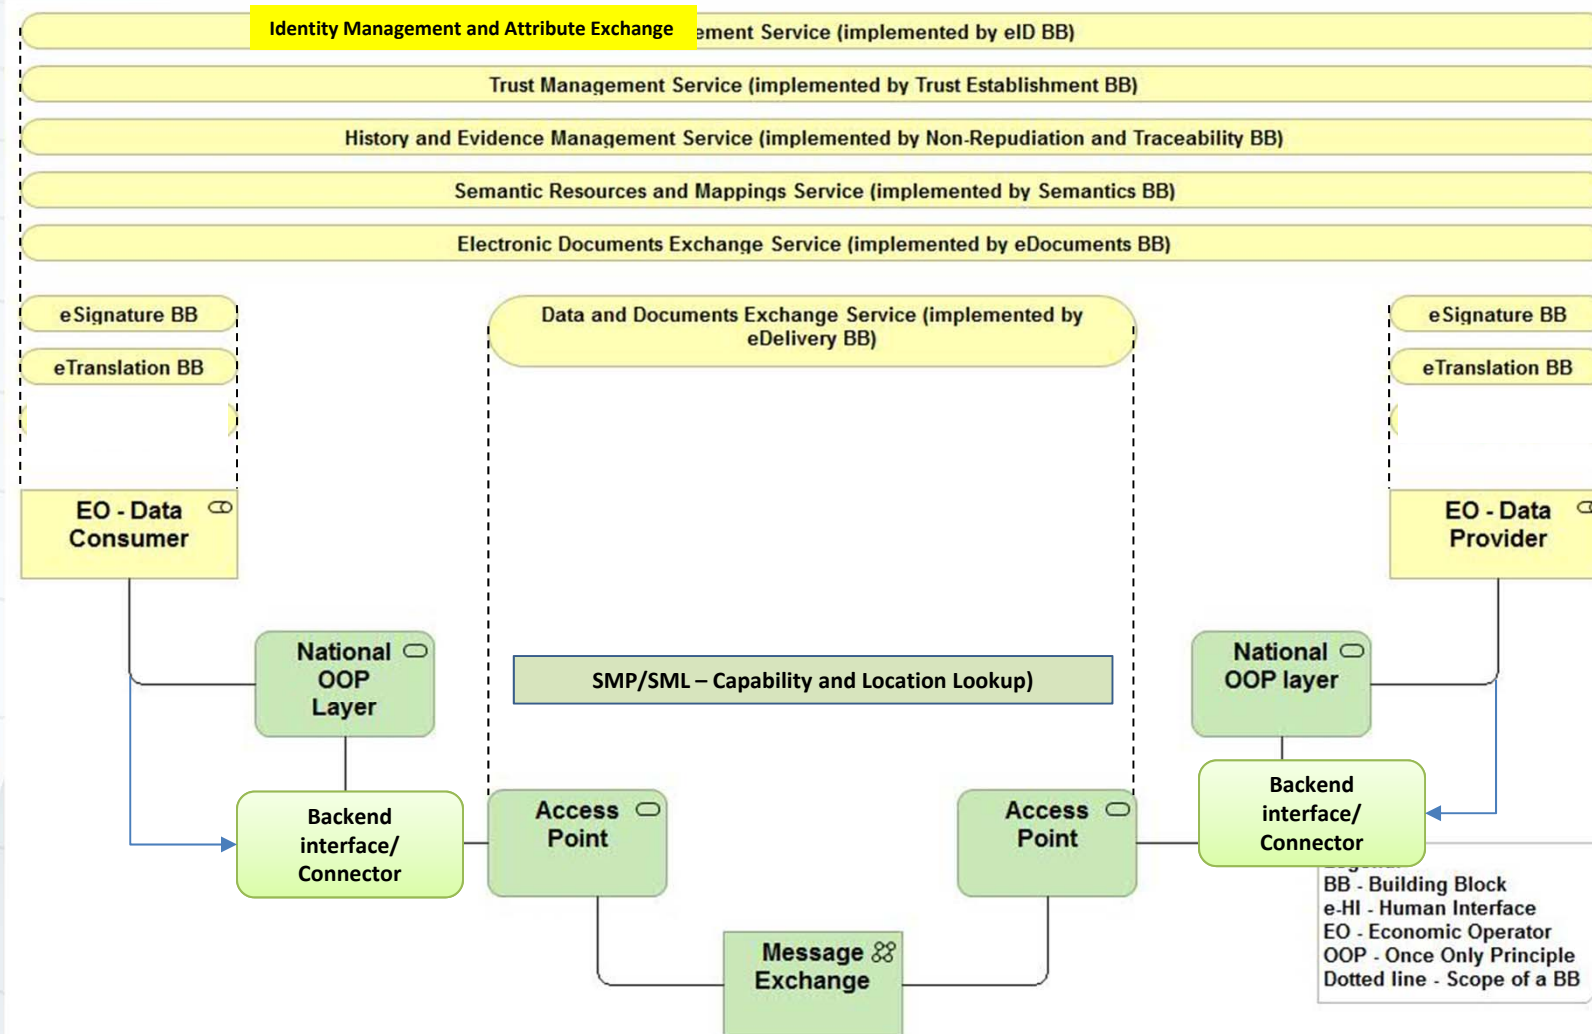 Identity Management and Attribute Exchange ement Service (implemented by eID BB)
Trust Management Service (implemented by Trust Establishment BB)
History and Evidence Management Service (implemented by Non-Repudiation and Traceability BB)
Semantic Resources and Mappings Service (implemented by Semantics BB)
Electronic Documents Exchange Service (implemented by eDocuments BB)
eSignature BB
eTranslation BB
Data and Documents Exchange Service (implemented by
eDelivery BB)
eSignature BB
eTranslation BB
EO - Data
Consumer
EO - Data
Provider
National
OOP
Layer
SMP/SML – Capability and Location Lookup)
National
OOP layer
Backend
interface/
Connector
Access
Point
Access
Point
Backend
interface/
Connector
Message
Exchange
BB - Building Block
e-HI - Human Interface
EO - Economic Operator
OOP - Once Only Principle
Dotted line - Scope of a BB